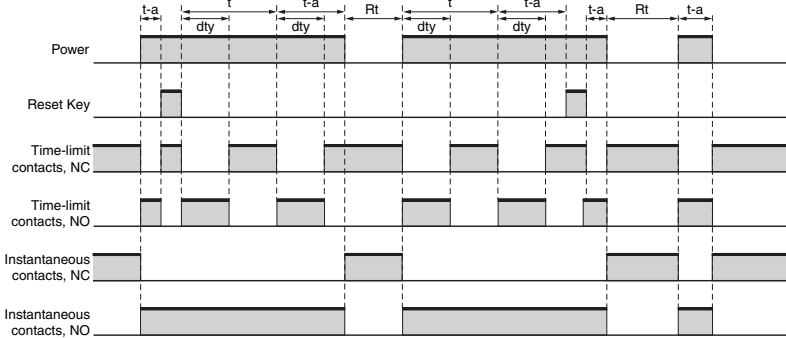 t-a t t-a Rt t t-a t-a Rt t-a
dty dty dty dty
Power
Reset Key
Time-limit
contacts, NC
Time-limit
contacts, NO
Instantaneous
contacts, NC
Instantaneous
contacts, NO